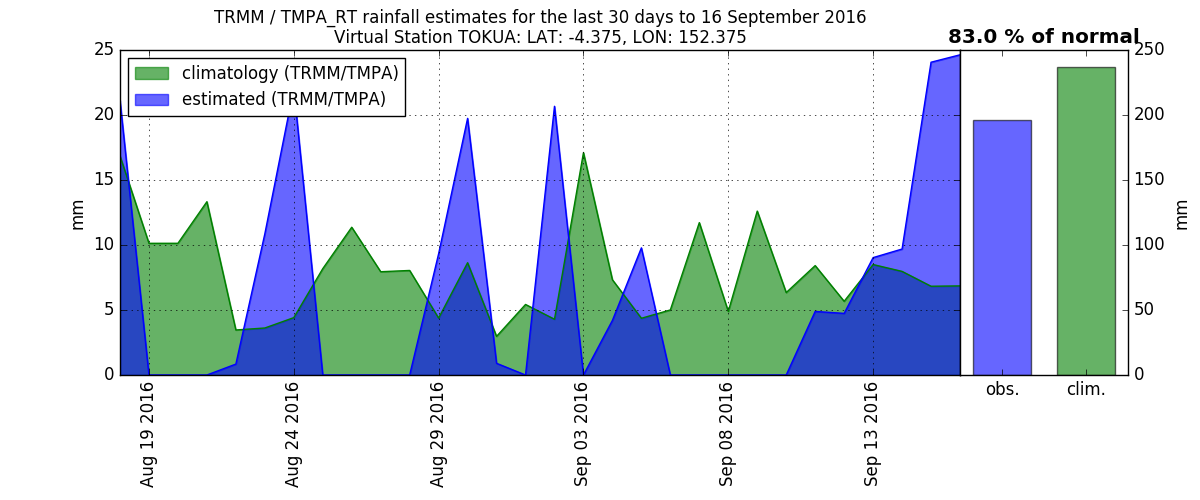 TRMM / TMPA_RT rainfall estimates for the last 30 days to 16 September 2016
Virtual Station TOKUA: LAT: -4.375, LON: 152.375
83.0 % of normal
climatology (TRMM/TMPA)
estimated (TRMM/TMPA)
mm
25
20
15
10
5
0
Aug 19 2016
Aug 24 2016
Aug 29 2016
Sep 03 2016
Sep 08 2016
Sep 13 2016
obs.
clim.
250
200
150
100
50
0
mm